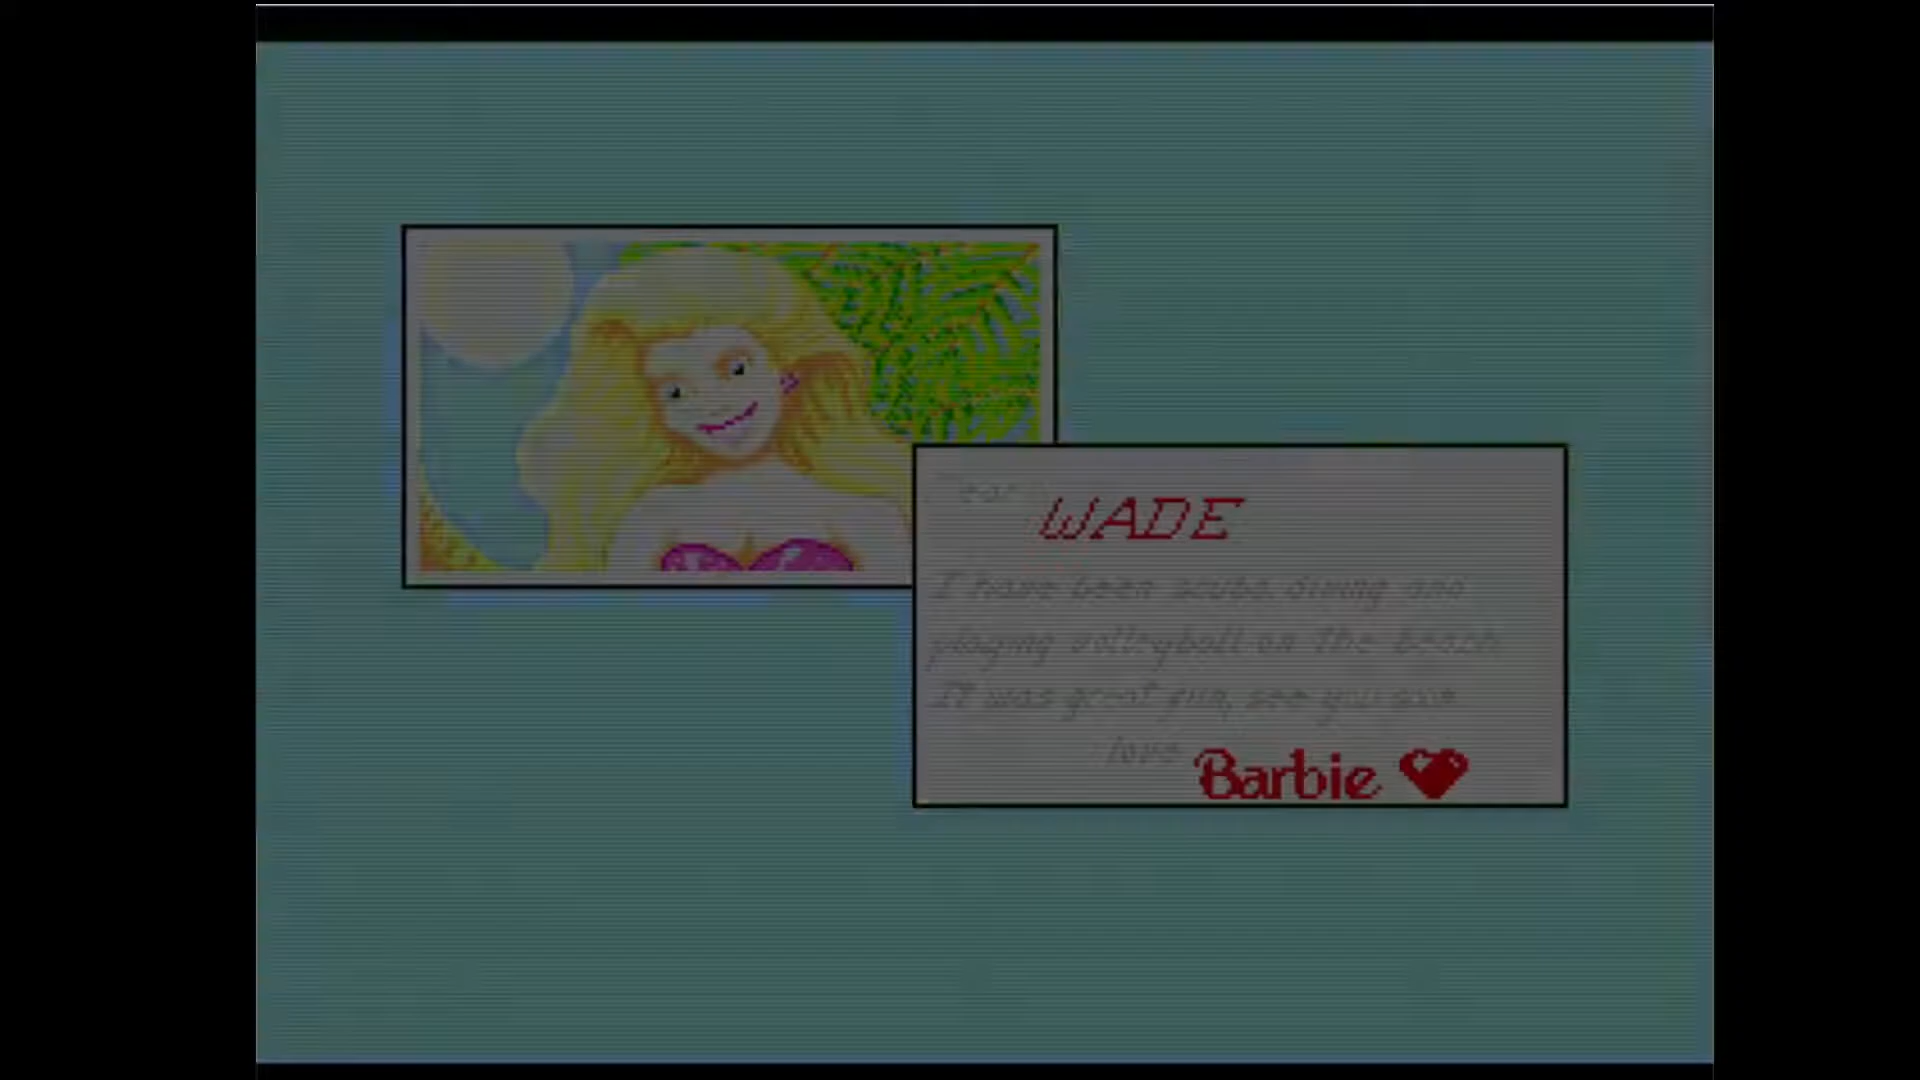 Dear WADE
I have been scuba diving and
playing volleyball on the beach
It was great fun, see you soon
love Barbie